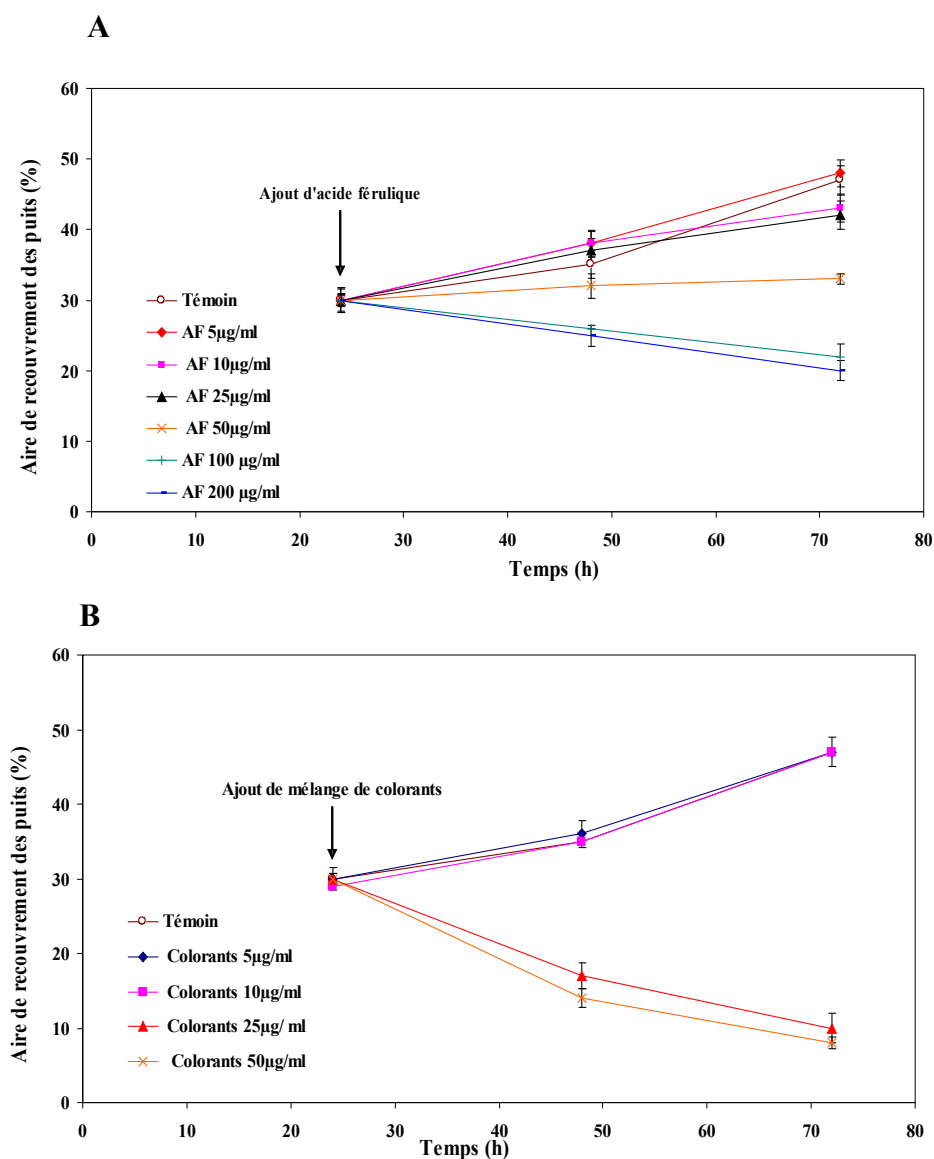 A
60
50
40
30
20
10
0
Aire de recouvrement des puits (%)
Ajout d'acide férulique
Témoin
AF 5µg/ml
AF 10µg/ml
AF 25µg/ml
AF 50µg/ml
AF 100 µg/ml
AF 200 µg/ml
0 10 20 30 40 50 60 70 80
Temps (h)
B
60
50
40
30
20
10
0
Aire de recouvrement des puits (%)
Ajout de mélange de colorants
Témoin
Colorants 5µg/ml
Colorants 10µg/ml
Colorants 25µg/ ml
Colorants 50µg/ml
0 10 20 30 40 50 60 70 80
Temps (h)